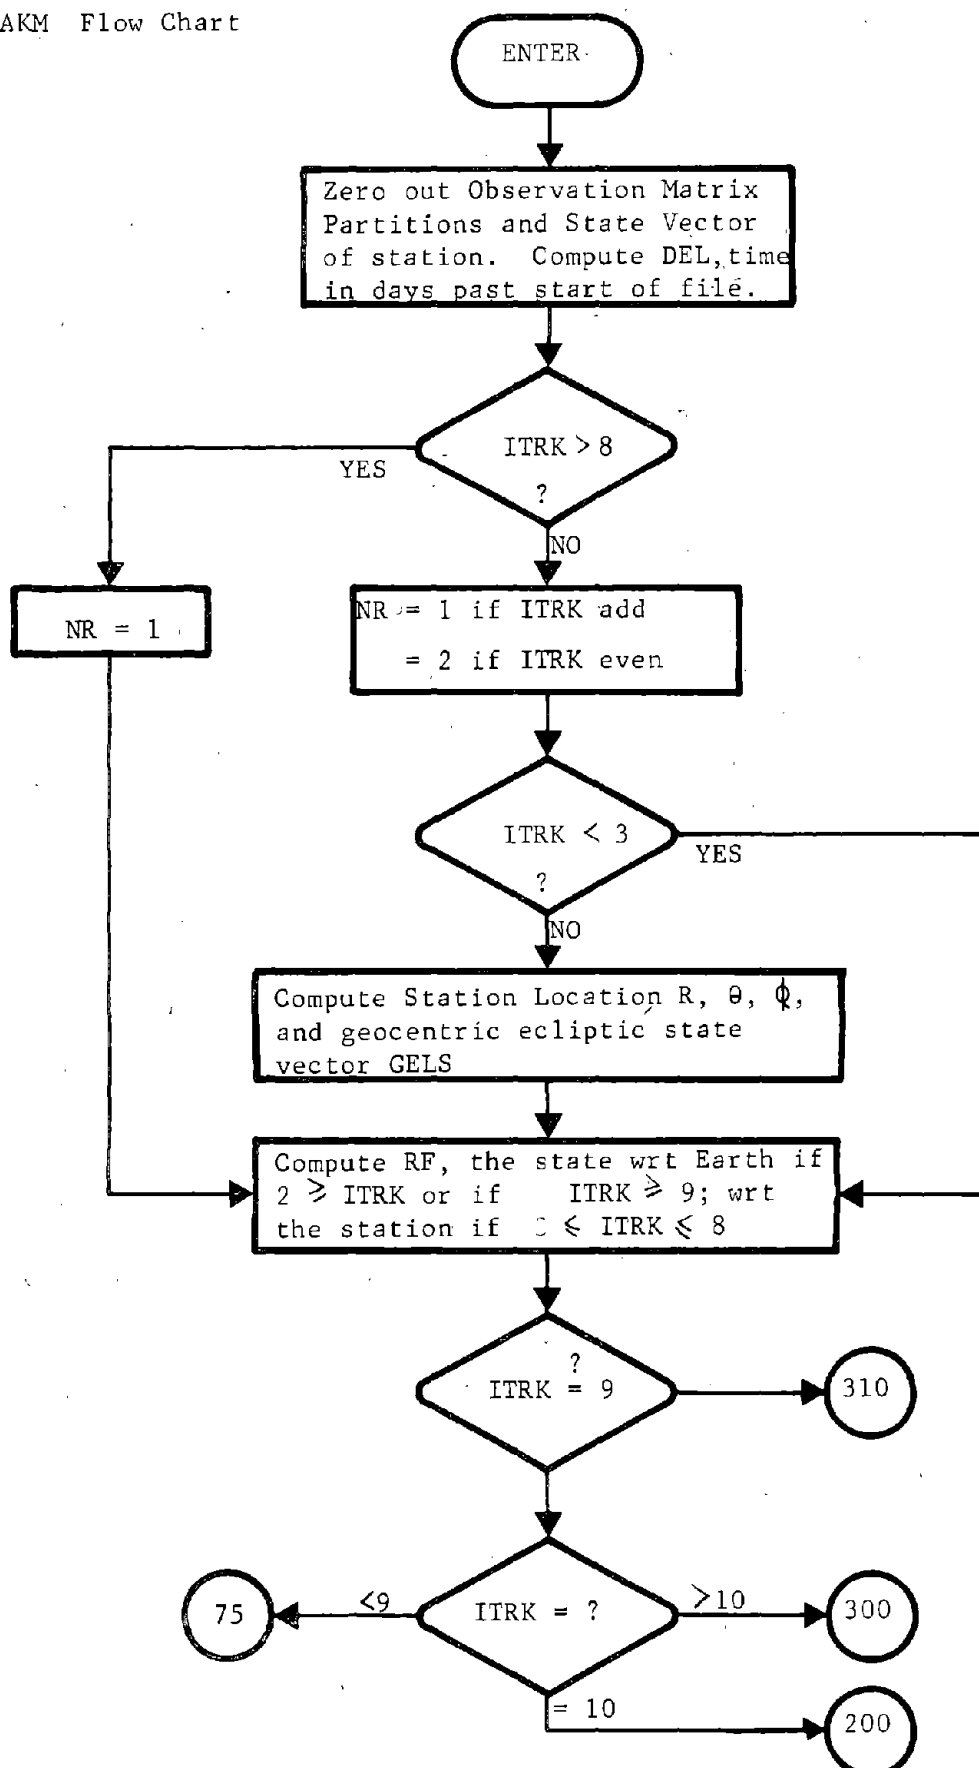 AKM Flow Chart
ENTER
Zero out Observation Matrix
Partitions and State Vector
of station. Compute DEL, time
in days past start of file.
ITRK > 8
?
YES
NO
NR = 1
NR = 1 if ITRK add
= 2 if ITRK even
ITRK < 3
?
YES
NO
Compute Station Location R, θ, φ,
and geocentric ecliptic state
vector GELS
Compute RF, the state wrt Earth if
2 ⩾ ITRK or if ITRK ⩾ 9; wrt
the station if ⩽ ITRK ⩽ 8
?
ITRK = 9
310
ITRK = ?
<9
75
>10
300
= 10
200